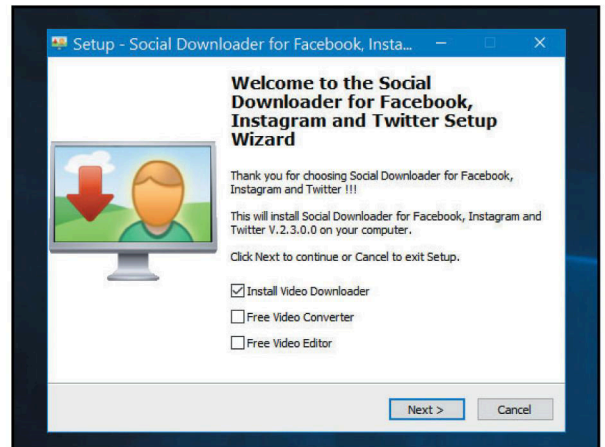 Setup - Social Downloader for Facebook, Insta...
Welcome to the Social
Downloader for Facebook,
Instagram and Twitter Setup
Wizard
Thank you for choosing Social Downloader for Facebook,
Instagram and Twitter !!!
This will install Social Downloader for Facebook, Instagram and
Twitter V.2.3.0.0 on your computer.
Click Next to continue or Cancel to exit Setup.
Install Video Downloader
Free Video Converter
Free Video Editor
Next >
Cancel